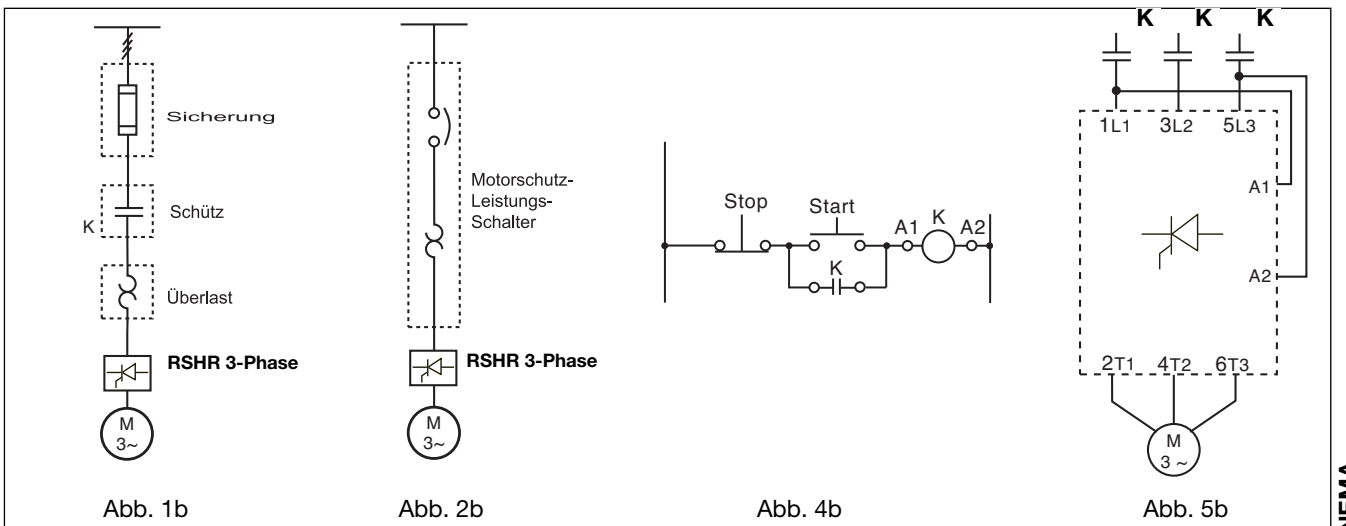 K K K
Sicherung
1L1 3L2 5L3
Motorschutz-
Leistungs-
Schalter
A1
Stop Start
K
Schütz
A1 K A2
K
A2
Überlast
RSHR 3-Phase
RSHR 3-Phase
2T1 4T2 6T3
M
3~
M
3~
M
3 ~
Abb. 1b Abb. 2b Abb. 4b Abb. 5b
NEMA